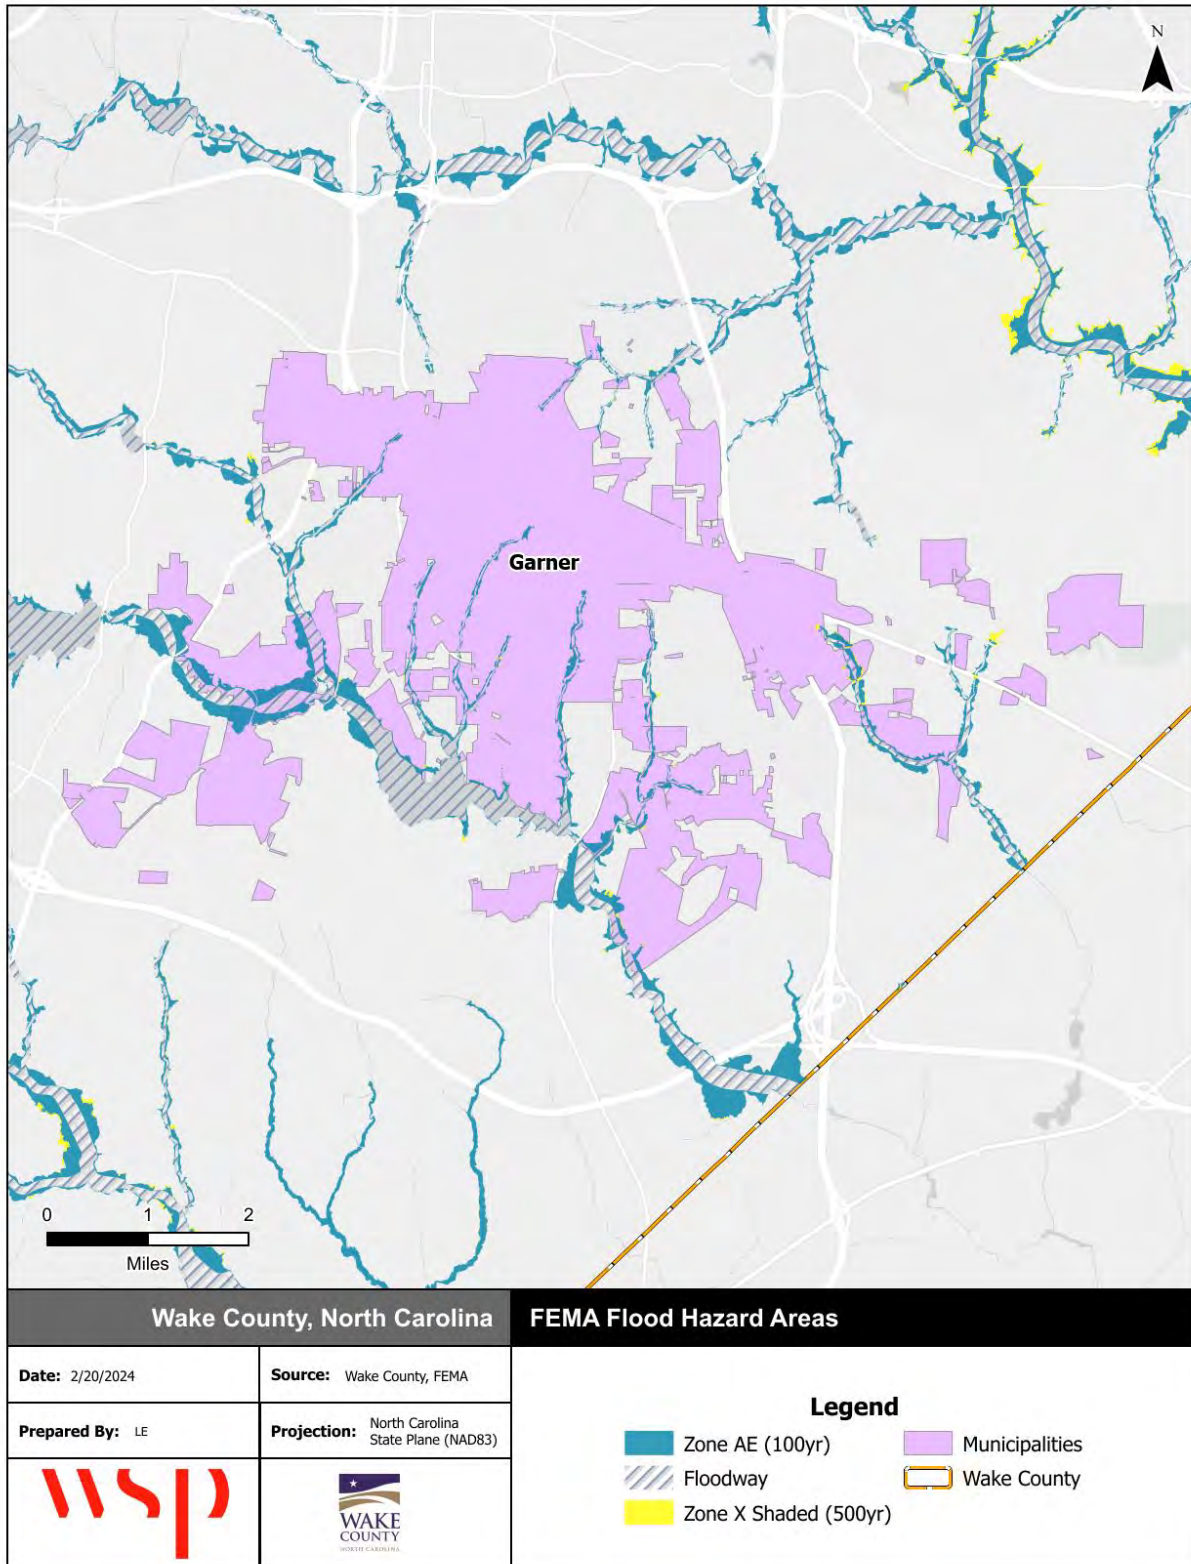 N
Garner
0 1 2
Miles
Wake County, North Carolina
FEMA Flood Hazard Areas
Date: 2/20/2024
Source: Wake County, FEMA
Prepared By: LE
Projection: North Carolina
State Plane (NAD83)
wsp
WAKE
COUNTY
NORTH CAROLINA
Legend
Zone AE (100yr)
Floodway
Zone X Shaded (500yr)
Municipalities
Wake County